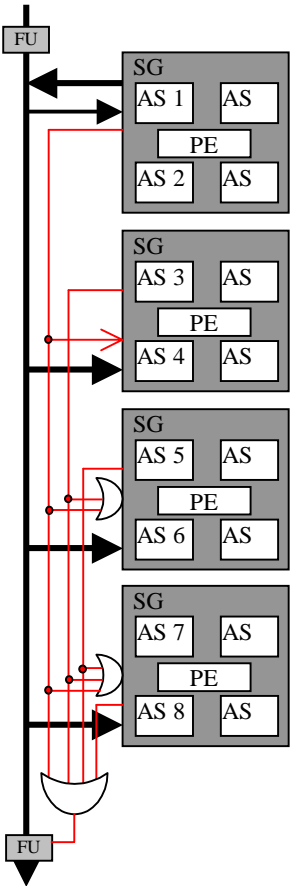 FU
SG
AS 1 AS
PE
AS 2 AS
SG
AS 3 AS
PE
AS 4 AS
SG
AS 5 AS
PE
AS 6 AS
SG
AS 7 AS
PE
AS 8 AS
FU